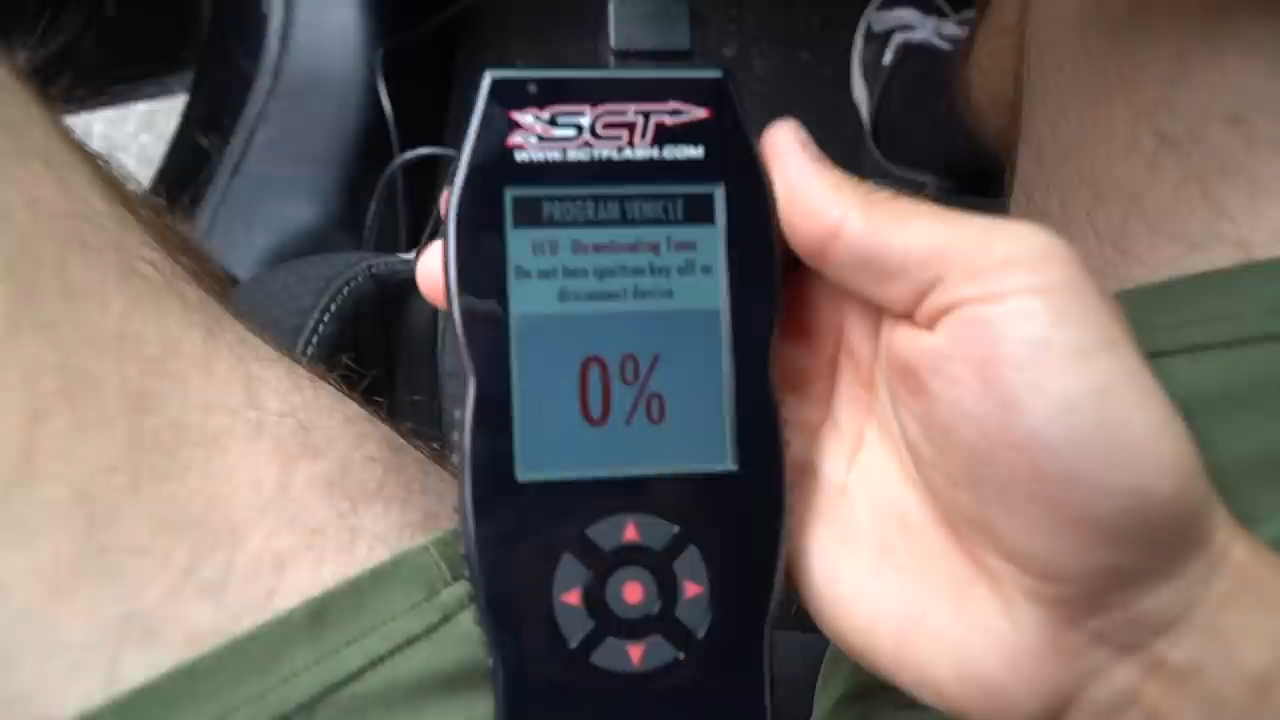 SCT
WWW.SCTFLASH.COM
PROGRAM VEHICLE
ECU - Downloading Tune
Do not turn ignition key off or
disconnect device
0%